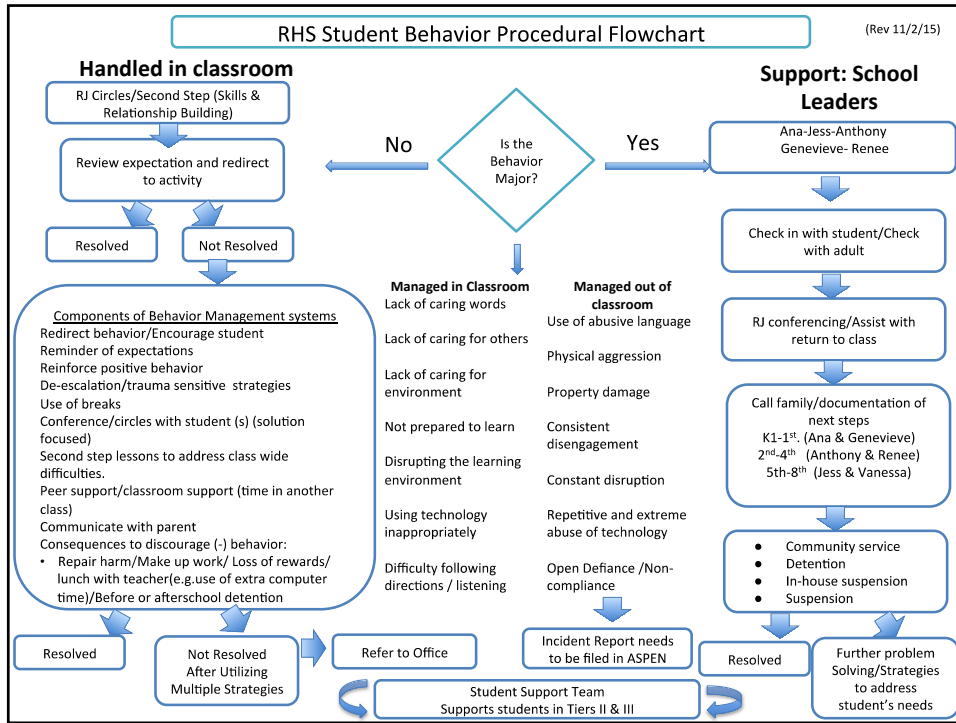 RHS Student Behavior Procedural Flowchart
(Rev 11/2/15)
Handled in classroom
RJ Circles/Second Step (Skills &
Relationship Building)
Review expectation and redirect
to activity
Resolved
Not Resolved
Components of Behavior Management systems
Redirect behavior/Encourage student
Reminder of expectations
Reinforce positive behavior
De-escalation/trauma sensitive strategies
Use of breaks
Conference/circles with student (s) (solution
focused)
Second step lessons to address class wide
difficulties.
Peer support/classroom support (time in another
class)
Communicate with parent
Consequences to discourage (-) behavior:
• Repair harm/Make up work/ Loss of rewards/
lunch with teacher(e.g.use of extra computer
time)/Before or afterschool detention
Resolved
Not Resolved
After Utilizing
Multiple Strategies
Refer to Office
No
Is the
Behavior
Major?
Yes
Managed in Classroom
Lack of caring words
Lack of caring for others
Lack of caring for
environment
Not prepared to learn
Disrupting the learning
environment
Using technology
inappropriately
Difficulty following
directions / listening
Managed out of
classroom
Use of abusive language
Physical aggression
Property damage
Consistent
disengagement
Constant disruption
Repetitive and extreme
abuse of technology
Open Defiance /Non-
compliance
Incident Report needs
to be filed in ASPEN
Student Support Team
Supports students in Tiers II & III
Support: School
Leaders
Ana-Jess-Anthony
Genevieve- Renee
Check in with student/Check
with adult
RJ conferencing/Assist with
return to class
Call family/documentation of
next steps
K1-1st. (Ana & Genevieve)
2nd-4th (Anthony & Renee)
5th-8th (Jess & Vanessa)
● Community service
● Detention
● In-house suspension
● Suspension
Resolved
Further problem
Solving/Strategies
to address
student's needs